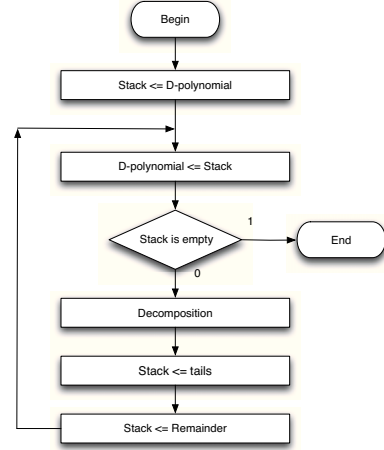 Begin
Stack <= D-polynomial
D-polynomial <= Stack
Stack is empty
1
End
0
Decomposition
Stack <= tails
Stack <= Remainder